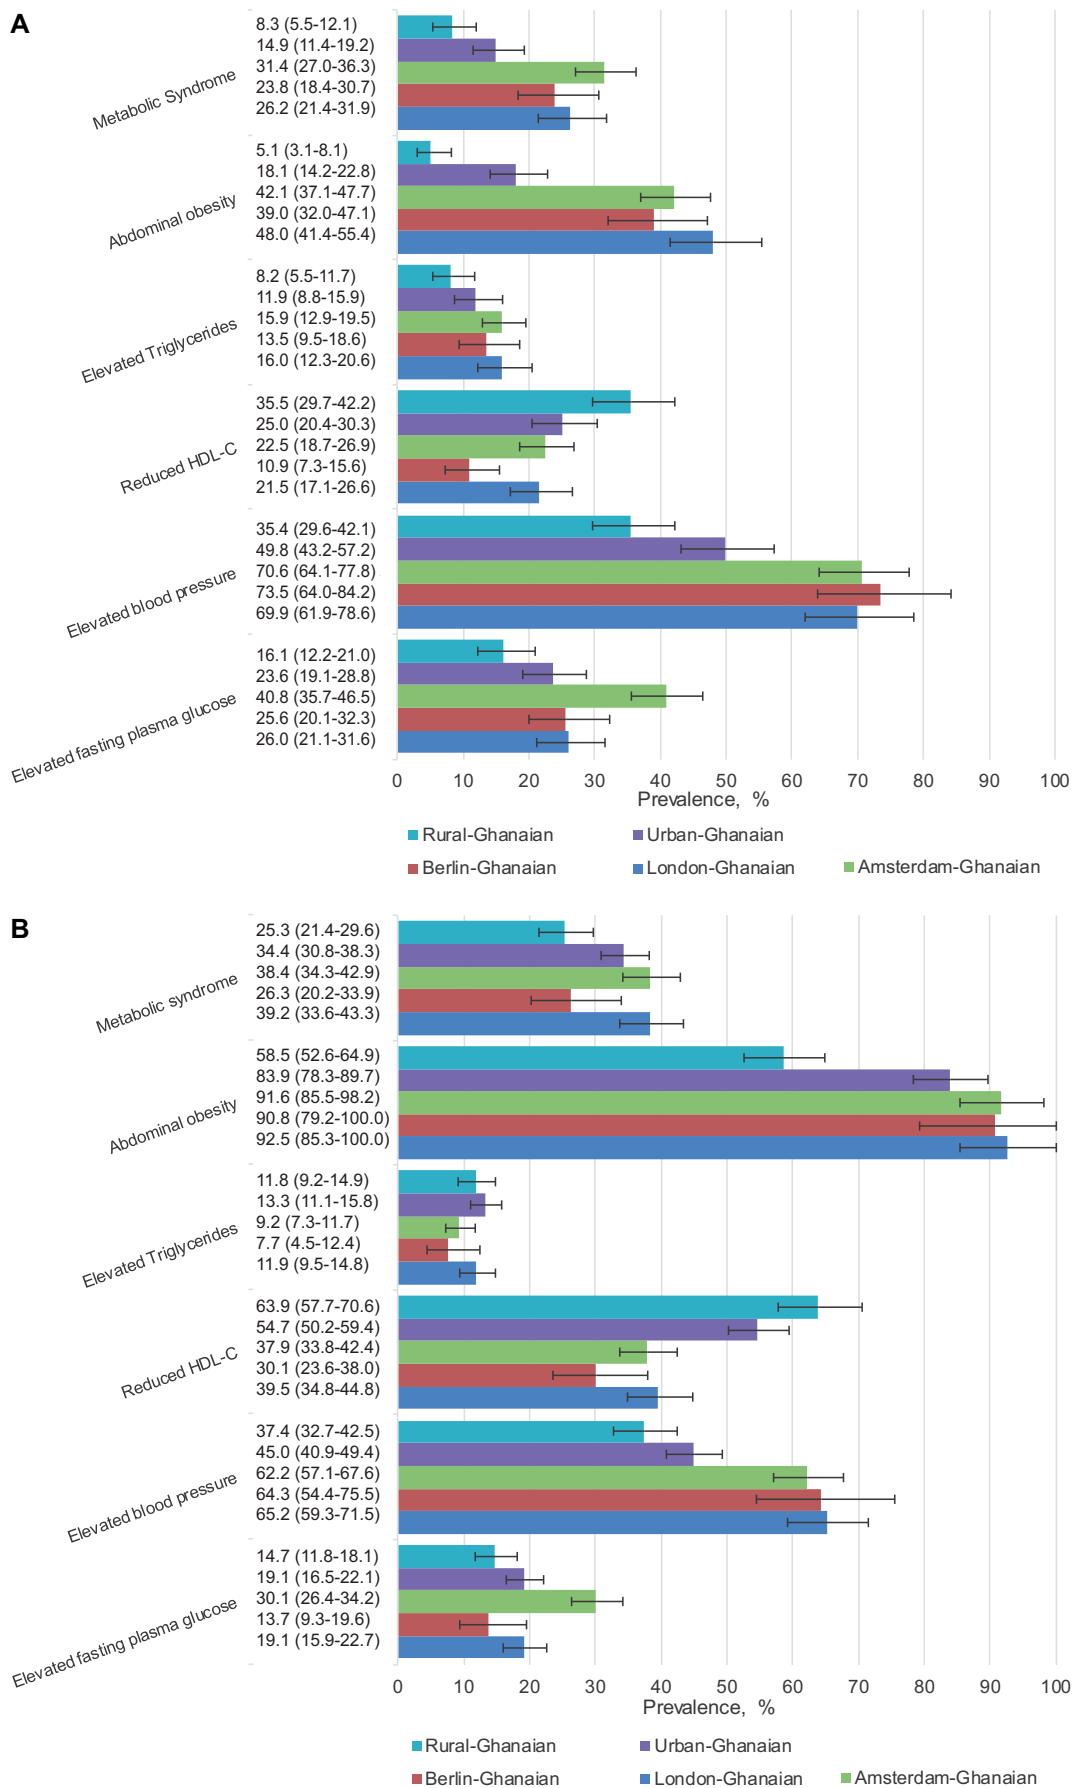 A
Metabolic Syndrome
8.3 (5.5-12.1)
14.9 (11.4-19.2)
31.4 (27.0-36.3)
23.8 (18.4-30.7)
26.2 (21.4-31.9)
Abdominal obesity
5.1 (3.1-8.1)
18.1 (14.2-22.8)
42.1 (37.1-47.7)
39.0 (32.0-47.1)
48.0 (41.4-55.4)
Elevated Triglycerides
8.2 (5.5-11.7)
11.9 (8.8-15.9)
15.9 (12.9-19.5)
13.5 (9.5-18.6)
16.0 (12.3-20.6)
Reduced HDL-C
35.5 (29.7-42.2)
25.0 (20.4-30.3)
22.5 (18.7-26.9)
10.9 (7.3-15.6)
21.5 (17.1-26.6)
Elevated blood pressure
35.4 (29.6-42.1)
49.8 (43.2-57.2)
70.6 (64.1-77.8)
73.5 (64.0-84.2)
69.9 (61.9-78.6)
Elevated fasting plasma glucose
16.1 (12.2-21.0)
23.6 (19.1-28.8)
40.8 (35.7-46.5)
25.6 (20.1-32.3)
26.0 (21.1-31.6)
0 10 20 30 40 50 60 70 80 90 100
Prevalence, %
Rural-Ghanaian Urban-Ghanaian
Berlin-Ghanaian London-Ghanaian Amsterdam-Ghanaian
B
Metabolic syndrome
25.3 (21.4-29.6)
34.4 (30.8-38.3)
38.4 (34.3-42.9)
26.3 (20.2-33.9)
39.2 (33.6-43.3)
Abdominal obesity
58.5 (52.6-64.9)
83.9 (78.3-89.7)
91.6 (85.5-98.2)
90.8 (79.2-100.0)
92.5 (85.3-100.0)
Elevated Triglycerides
11.8 (9.2-14.9)
13.3 (11.1-15.8)
9.2 (7.3-11.7)
7.7 (4.5-12.4)
11.9 (9.5-14.8)
Reduced HDL-C
63.9 (57.7-70.6)
54.7 (50.2-59.4)
37.9 (33.8-42.4)
30.1 (23.6-38.0)
39.5 (34.8-44.8)
Elevated blood pressure
37.4 (32.7-42.5)
45.0 (40.9-49.4)
62.2 (57.1-67.6)
64.3 (54.4-75.5)
65.2 (59.3-71.5)
Elevated fasting plasma glucose
14.7 (11.8-18.1)
19.1 (16.5-22.1)
30.1 (26.4-34.2)
13.7 (9.3-19.6)
19.1 (15.9-22.7)
0 10 20 30 40 50 60 70 80 90 100
Prevalence, %
Rural-Ghanaian Urban-Ghanaian
Berlin-Ghanaian London-Ghanaian Amsterdam-Ghanaian